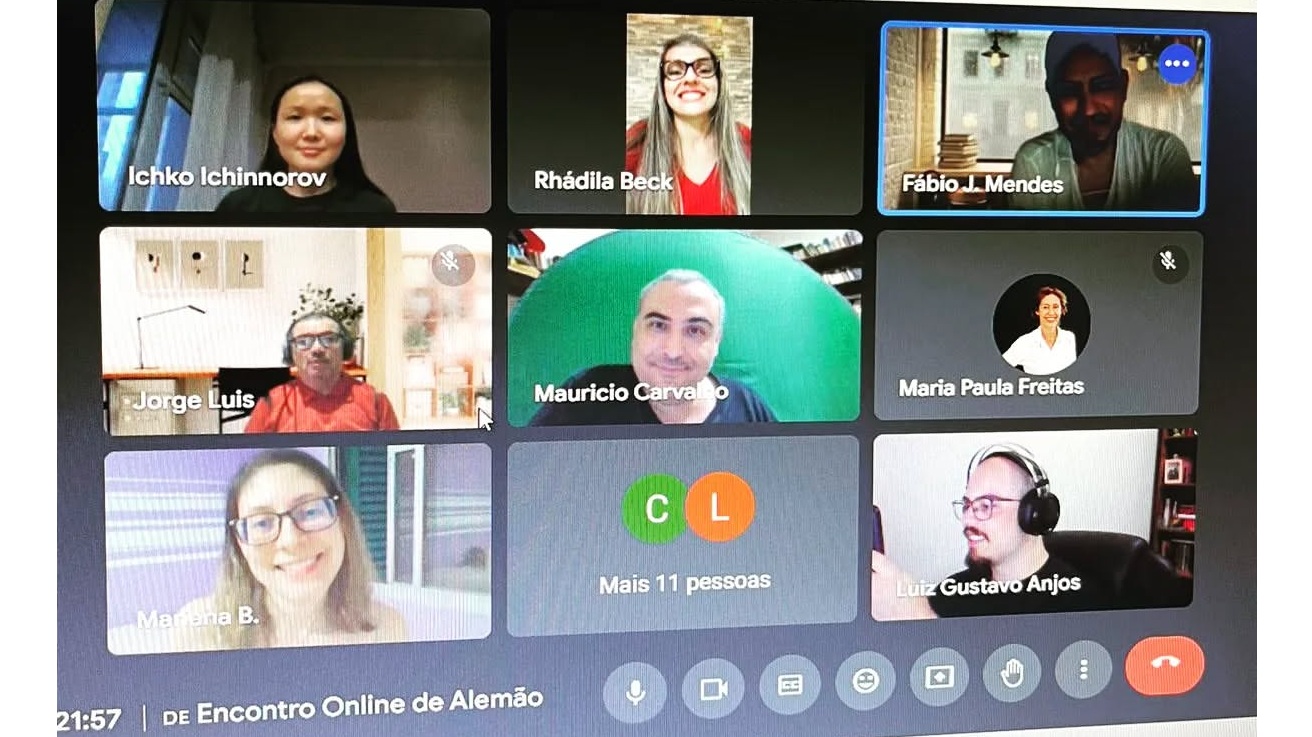 Ichko Ichinnorov
Rhádila Beck
Fábio J. Mendes
Jorge Luis
Mauricio Carvalho
Maria Paula Freitas
B.
C L
Mais 11 pessoas
Luiz Gustavo Anjos
21:57 | DE Encontro Online de Alemão